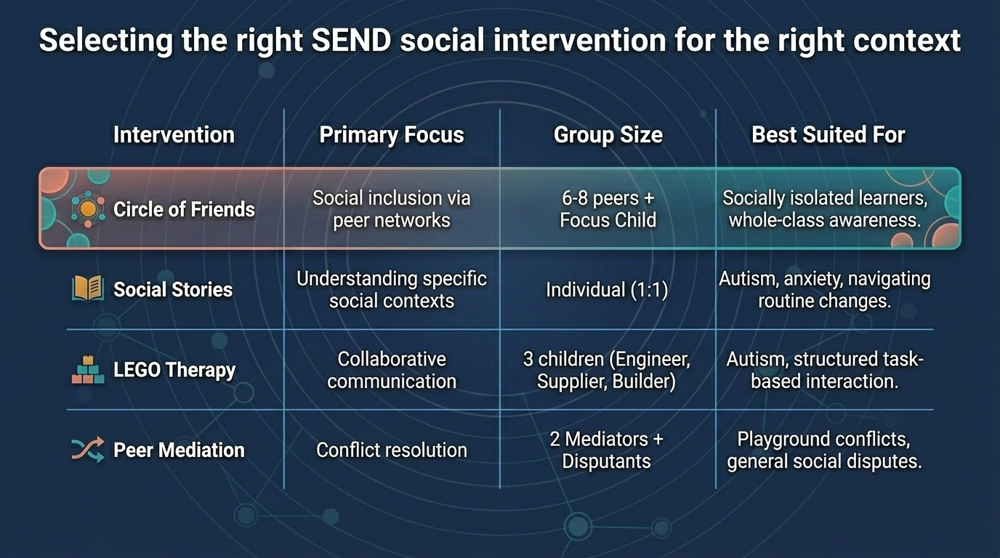 Selecting the right SEND social intervention for the right context
Intervention
Primary Focus
Group Size
Best Suited For
Circle of Friends
Social inclusion via
peer networks
6-8 peers +
Focus Child
Socially isolated learners,
whole-class awareness.
Social Stories
Understanding specific
social contexts
Individual (1:1)
Autism, anxiety, navigating
routine changes.
LEGO Therapy
Collaborative
communication
3 children (Engineer,
Supplier, Builder)
Autism, structured task-
based interaction.
Peer Mediation
Conflict resolution
2 Mediators +
Disputants
Playground conflicts,
general social disputes.